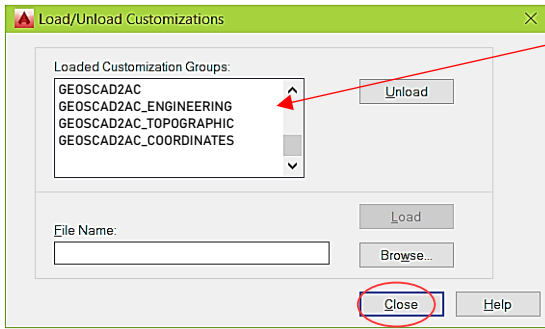 Load/Unload Customizations
Loaded Customization Groups:
GEOSCAD2AC
GEOSCAD2AC_ENGINEERING
GEOSCAD2AC_TOPOGRAPHIC
GEOSCAD2AC_COORDINATES
Unload
Load
File Name:
Browse...
Close
Help